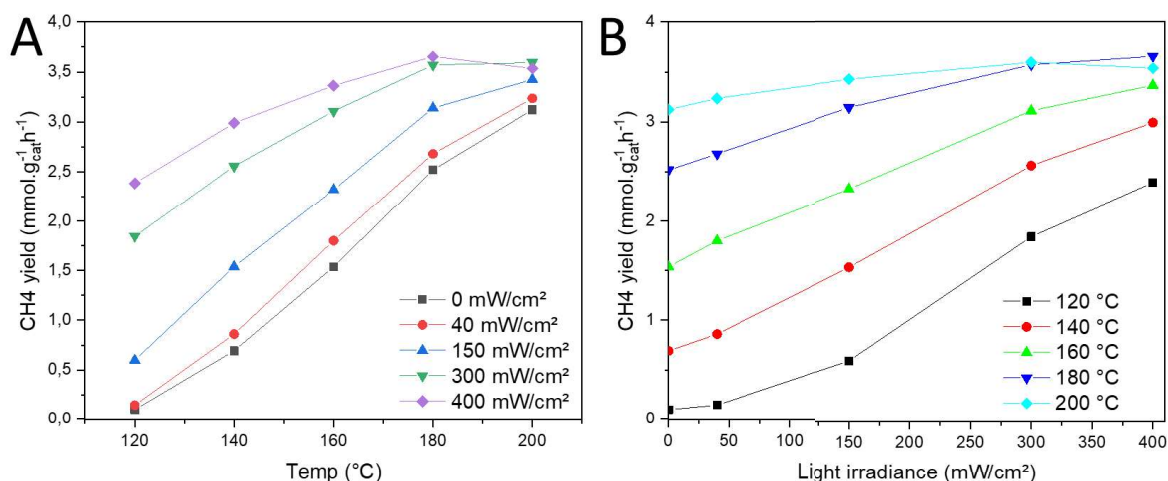 A
CH4 yield (mmol.g⁻¹cat h⁻¹)
4,0
3,5
3,0
2,5
2,0
1,5
1,0
0,5
0,0
120 140 160 180 200
Temp (°C)
0 mW/cm²
40 mW/cm²
150 mW/cm²
300 mW/cm²
400 mW/cm²
B
CH4 yield (mmol.g⁻¹cat h⁻¹)
4
3
2
1
0
0 50 100 150 200 250 300 350 400
Light irradiance (mW/cm²)
120 °C
140 °C
160 °C
180 °C
200 °C